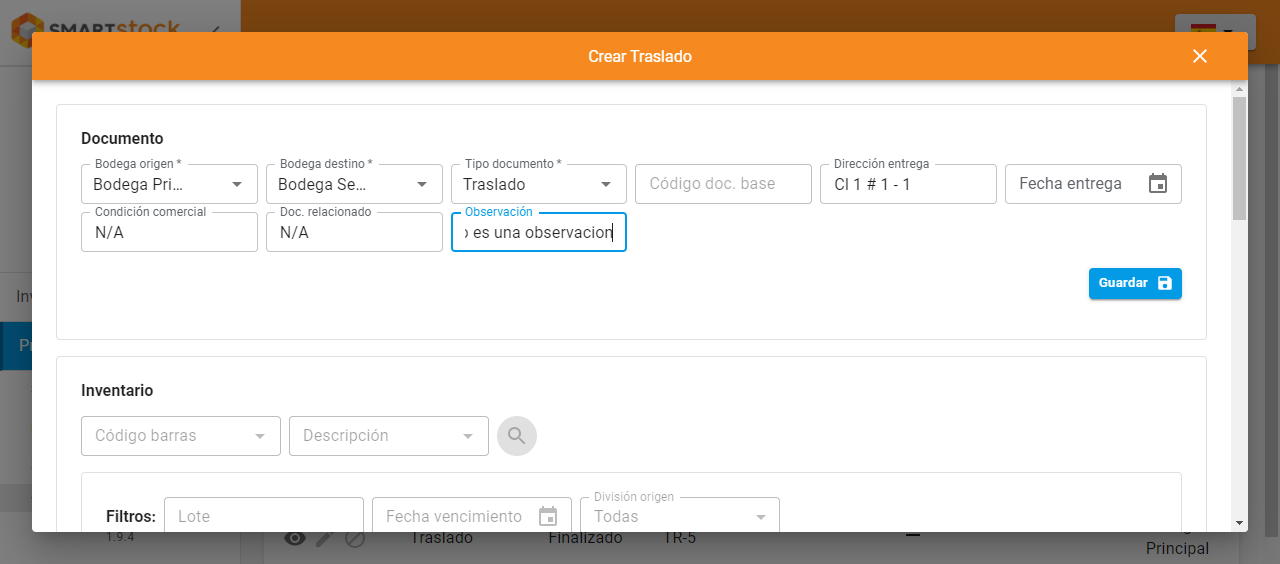 SMARTstock
Crear Traslado
Documento
Bodega origen * Bodega destino * Tipo documento * Dirección entrega
Bodega Pri... Bodega Se... Traslado Código doc. base Cl 1 # 1 - 1 Fecha entrega
Condición comercial Doc. relacionado Observación
N/A N/A es una observacion
Guardar
Inventario
Código barras Descripción
División origen
Filtros: Lote Fecha vencimiento Todas
1.9.4 Traslado Finalizado TR-5
Principal